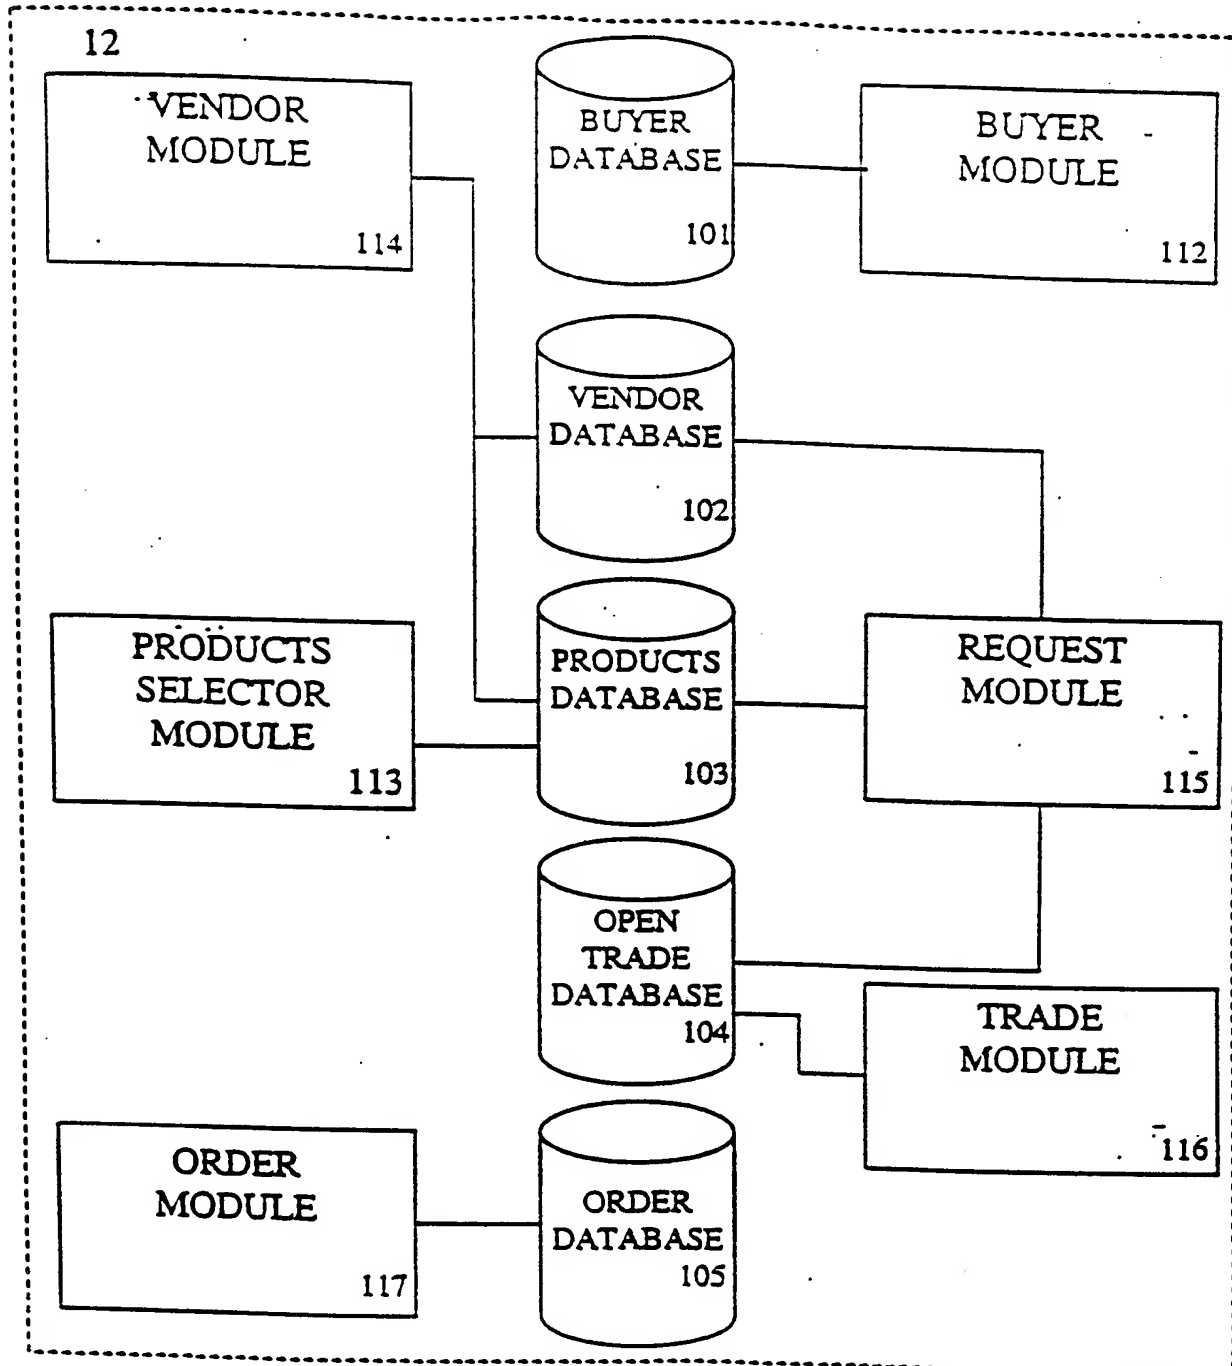 12
VENDOR
MODULE
114
BUYER
DATABASE
101
BUYER
MODULE
112
VENDOR
DATABASE
102
PRODUCTS
SELECTOR
MODULE
113
PRODUCTS
DATABASE
103
REQUEST
MODULE
115
OPEN
TRADE
DATABASE
104
TRADE
MODULE
116
ORDER
MODULE
117
ORDER
DATABASE
105